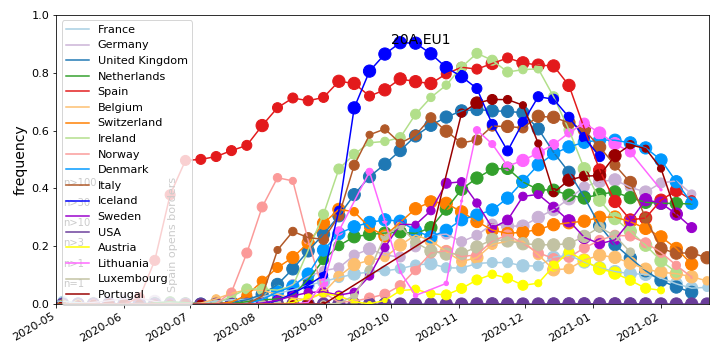 20A.EU1
frequency
1.0
0.8
0.6
0.4
0.2
0.0
France
Germany
United Kingdom
Netherlands
Spain
Belgium
Switzerland
Ireland
Norway
Denmark
Italy
Iceland
Sweden
USA
Austria
Lithuania
Luxembourg
Portugal
n>100
n>30
n>10
n>3
n>1
n=1
Spain opens borders
2020-05
2020-06
2020-07
2020-08
2020-09
2020-10
2020-11
2020-12
2021-01
2021-02